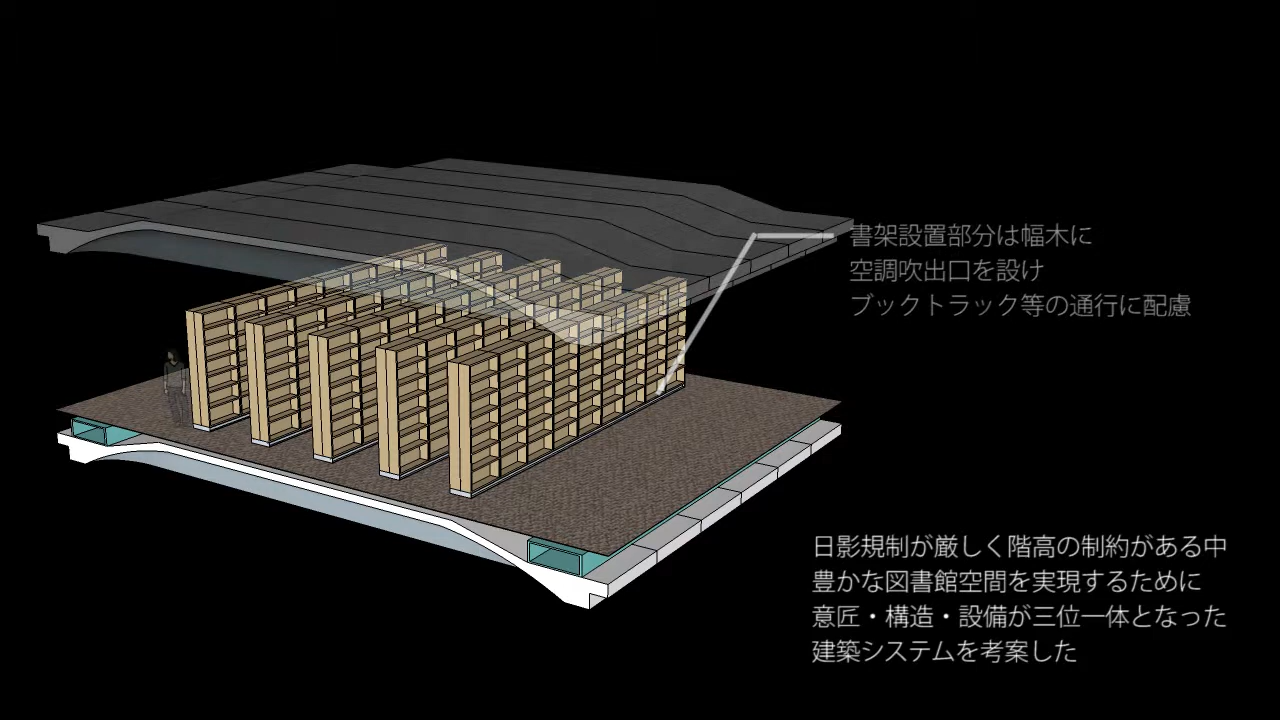 書架設置部分は幅木に
空調吹出口を設け
ブックトラック等の通行に配慮
日影規制が厳しく階高の制約がある中
豊かな図書館空間を実現するために
意匠・構造・設備が三位一体となった
建築システムを考案した